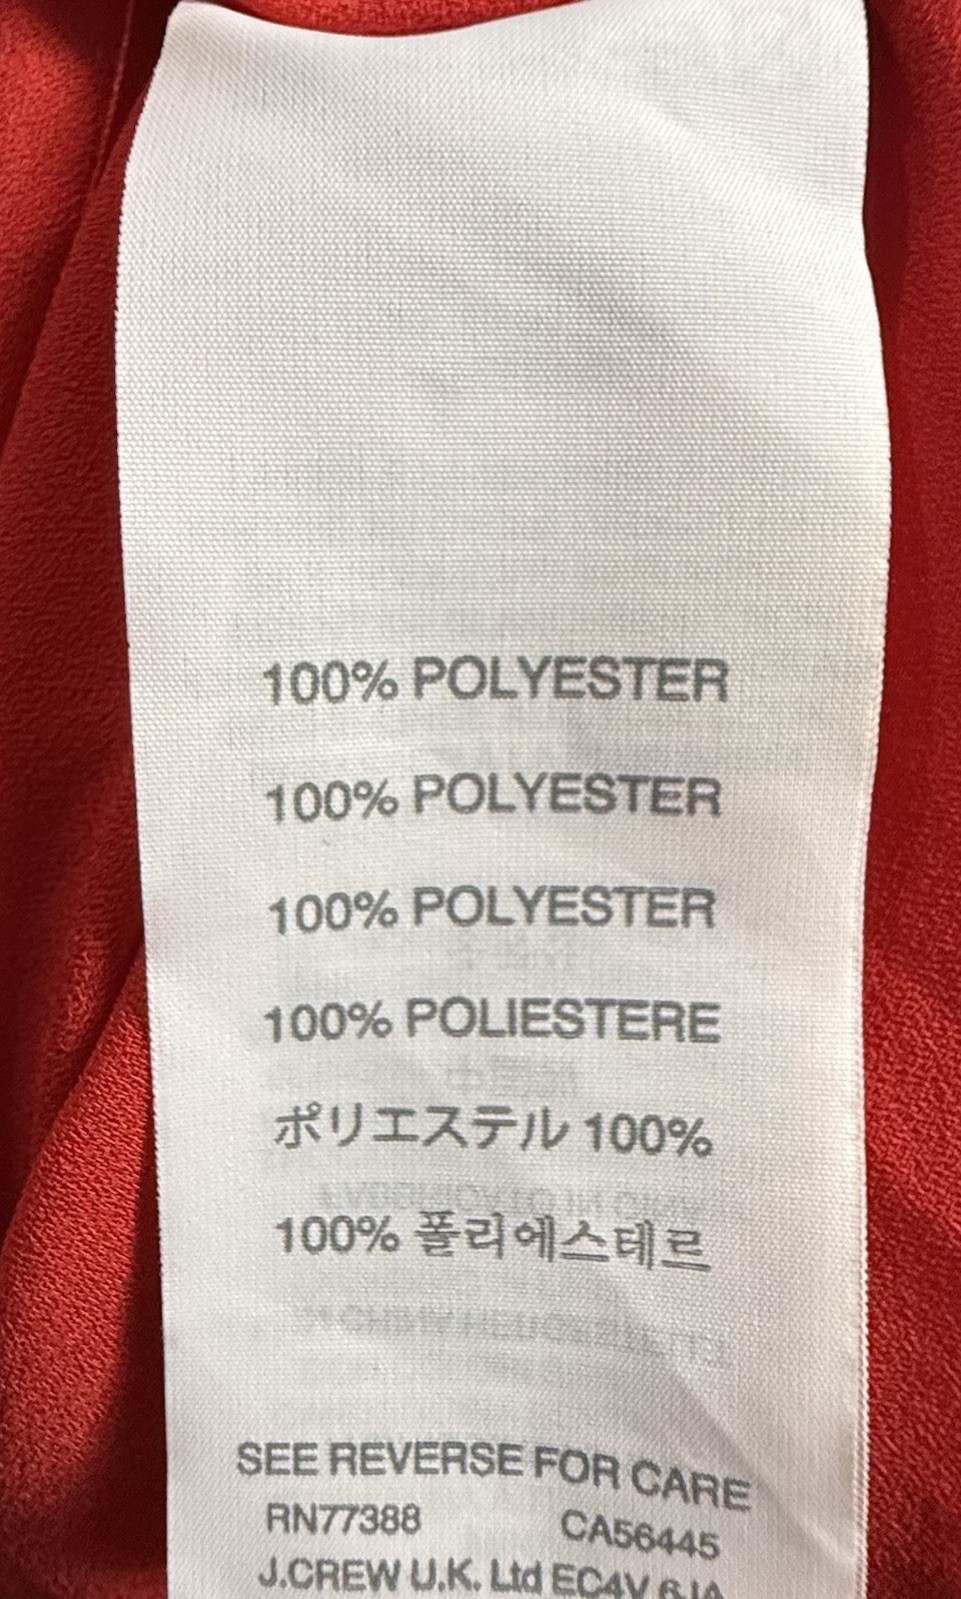 100% POLYESTER
100% POLYESTER
100% POLYESTER
100% POLIESTERE
ポリエステル 100%
100% 폴리에스테르
SEE REVERSE FOR CARE
RN77388 CA56445
J.CREW U.K. Ltd EC4V 6JA